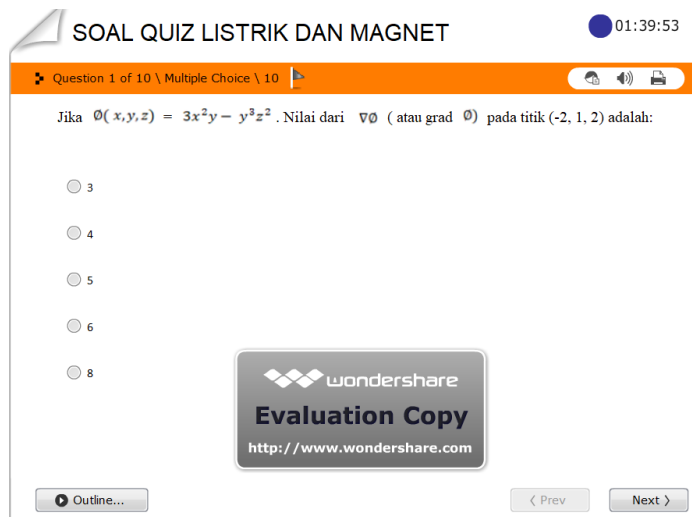 SOAL QUIZ LISTRIK DAN MAGNET
01:39:53
Question 1 of 10 \ Multiple Choice \ 10
Jika Ø( x,y,z) = 3x²y − y³z² . Nilai dari ∇Ø ( atau grad Ø) pada titik (-2, 1, 2) adalah:
3
4
5
6
8
wondershare
Evaluation Copy
http://www.wondershare.com
Outline...
Prev
Next